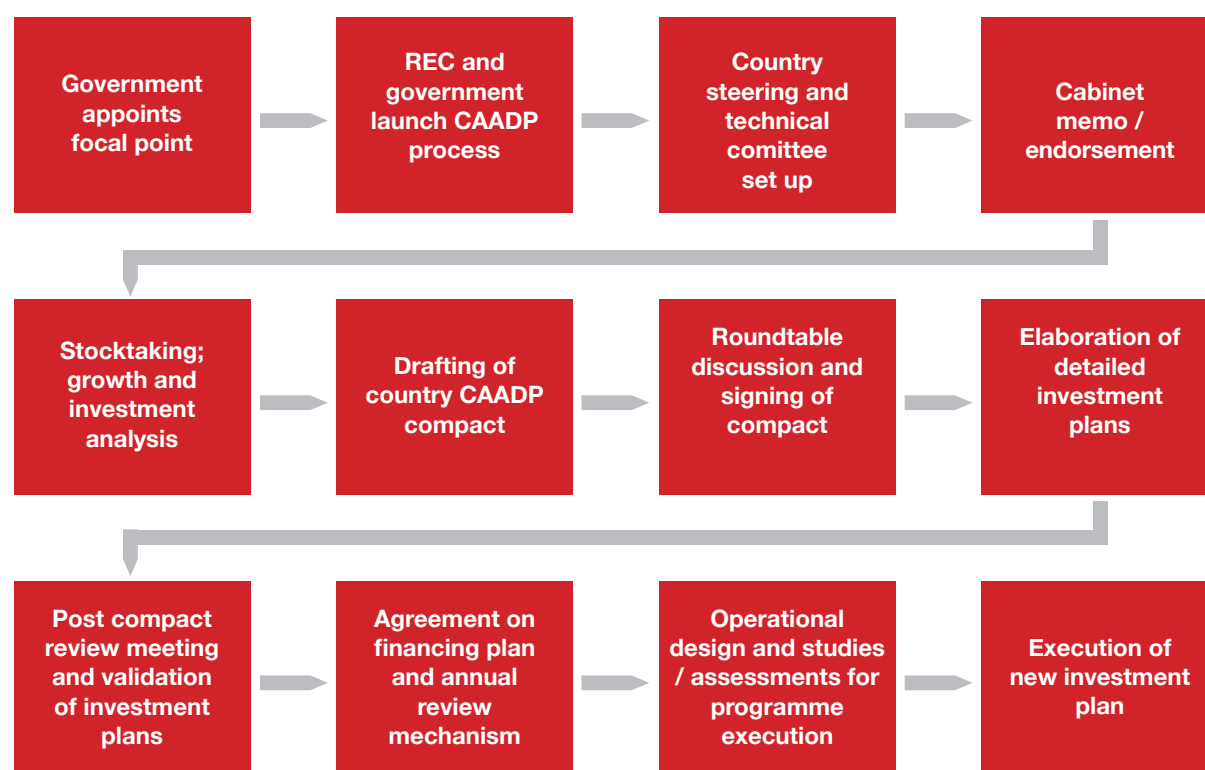 Government
appoints
focal point
REC and
government
launch CAADP
process
Country
steering and
technical
comittee
set up
Cabinet
memo /
endorsement
Stocktaking;
growth and
investment
analysis
Drafting of
country CAADP
compact
Roundtable
discussion and
signing of
compact
Elaboration of
detailed
investment
plans
Post compact
review meeting
and validation
of investment
plans
Agreement on
financing plan
and annual
review
mechanism
Operational
design and studies
/ assessments for
programme
execution
Execution of
new investment
plan